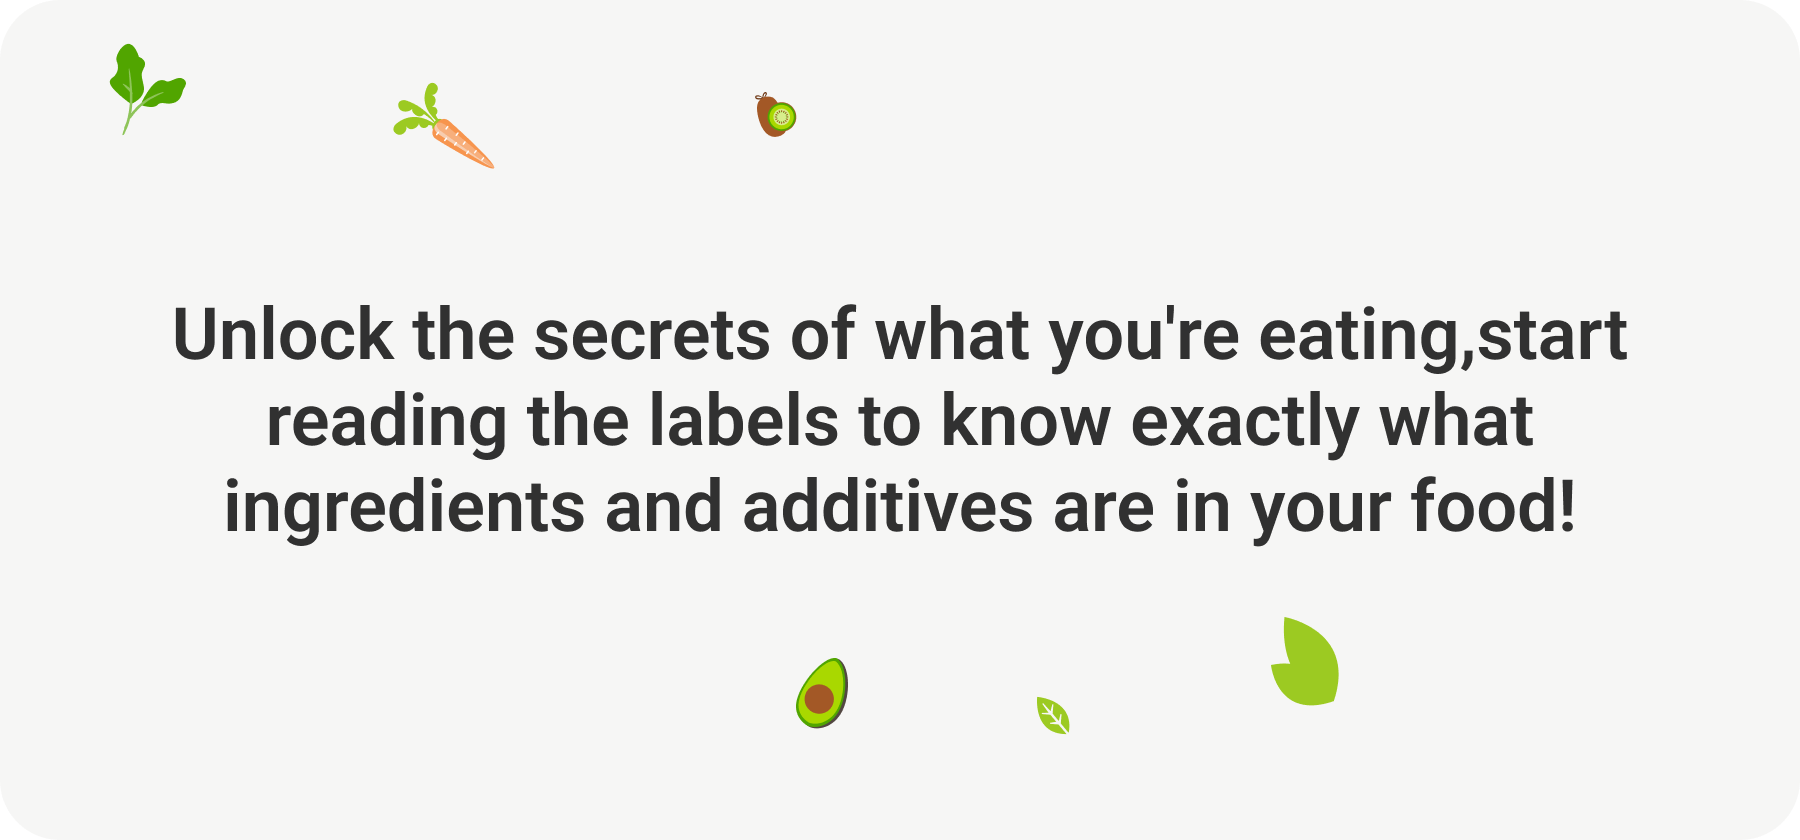 Unlock the secrets of what you're eating,start
reading the labels to know exactly what
ingredients and additives are in your food!